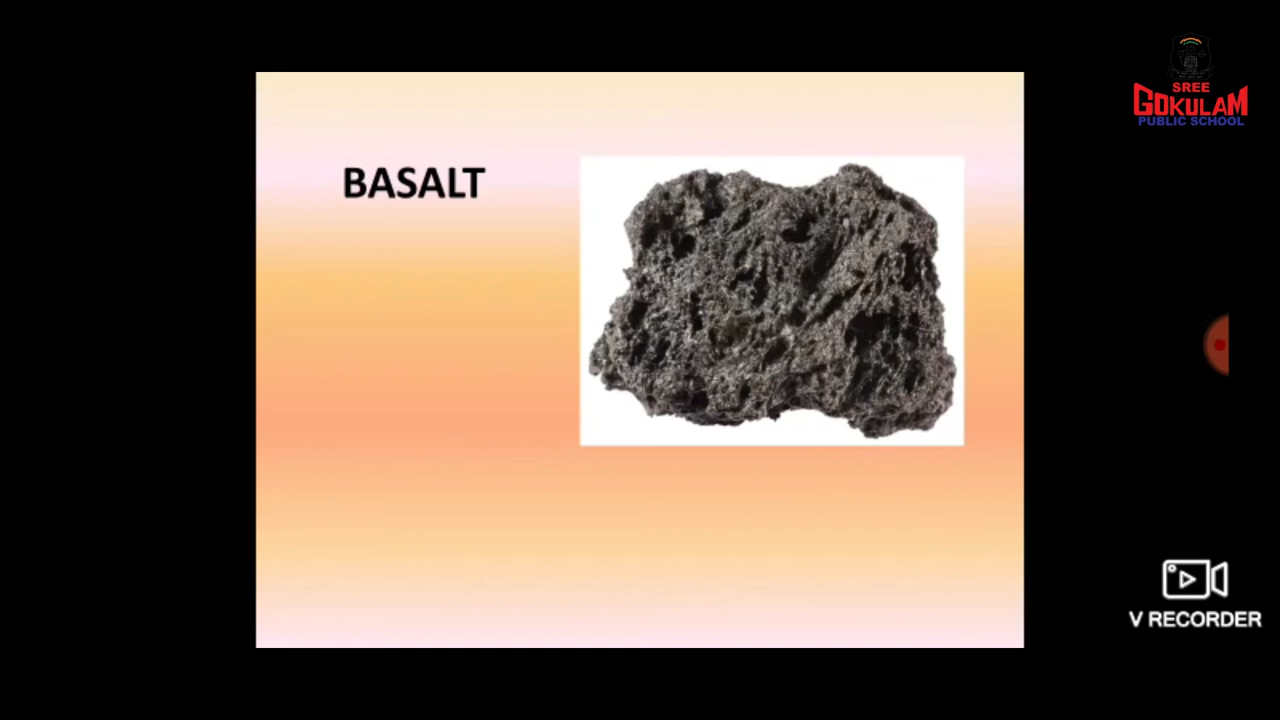 BASALT
SREE
GOKULAM
PUBLIC SCHOOL
V RECORDER